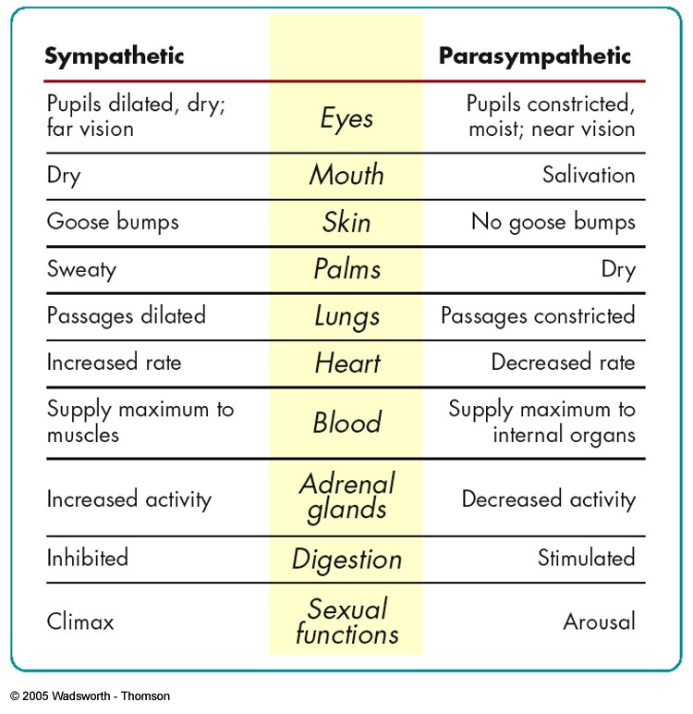 Sympathetic Parasympathetic
Pupils dilated, dry; Eyes Pupils constricted,
far vision moist; near vision
Dry Mouth Salivation
Goose bumps Skin No goose bumps
Sweaty Palms Dry
Passages dilated Lungs Passages constricted
Increased rate Heart Decreased rate
Supply maximum to Blood Supply maximum to
muscles internal organs
Increased activity Adrenal Decreased activity
glands
Inhibited Digestion Stimulated
Climax Sexual Arousal
functions
© 2005 Wadsworth - Thomson